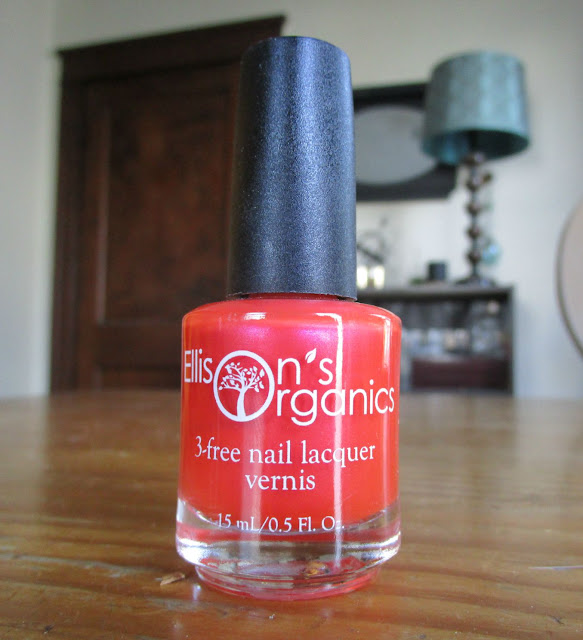 Ellison's
Organics
3-free nail lacquer
vernis
15 mL/0.5 Fl. Oz.